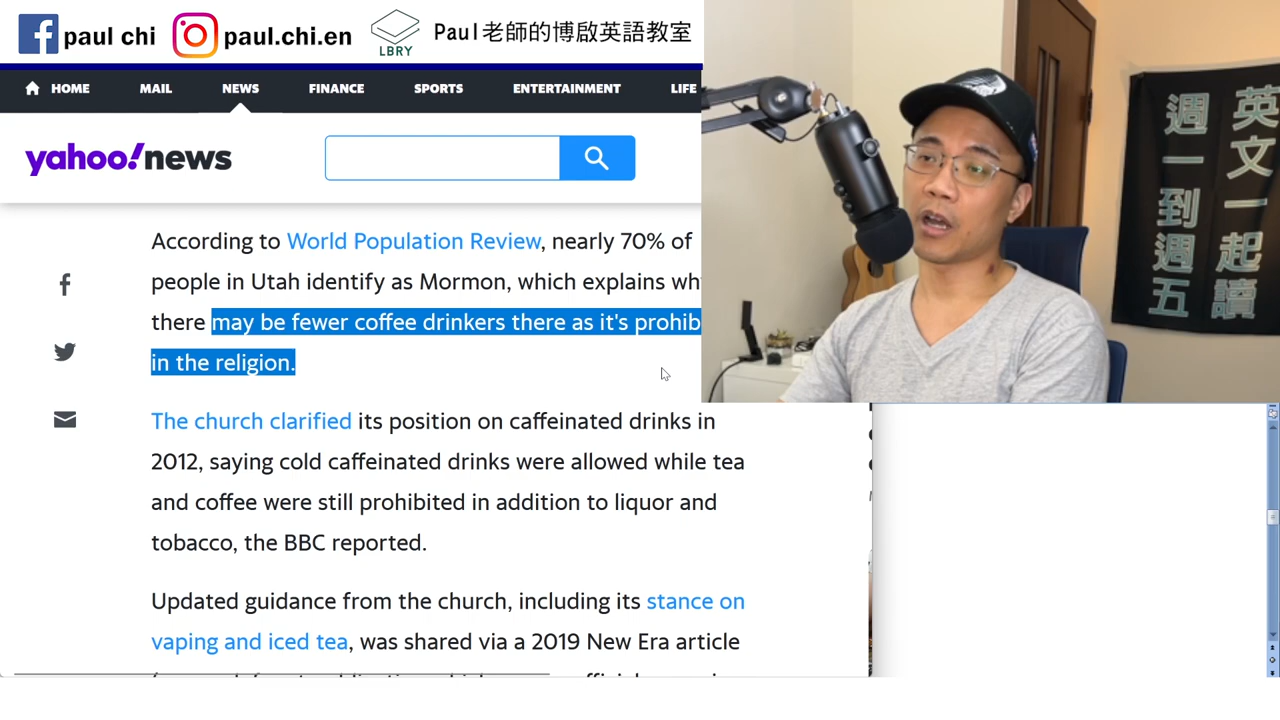 paul chi
paul.chi.en
LBRY
Paul老師的博啟英語教室
HOME MAIL NEWS FINANCE SPORTS ENTERTAINMENT LIFE
yahoo!news
According to World Population Review, nearly 70% of
people in Utah identify as Mormon, which explains wh
there may be fewer coffee drinkers there as it's prohib
in the religion.
The church clarified its position on caffeinated drinks in
2012, saying cold caffeinated drinks were allowed while tea
and coffee were still prohibited in addition to liquor and
tobacco, the BBC reported.
Updated guidance from the church, including its stance on
vaping and iced tea, was shared via a 2019 New Era article
英文一起讀
週一到週五